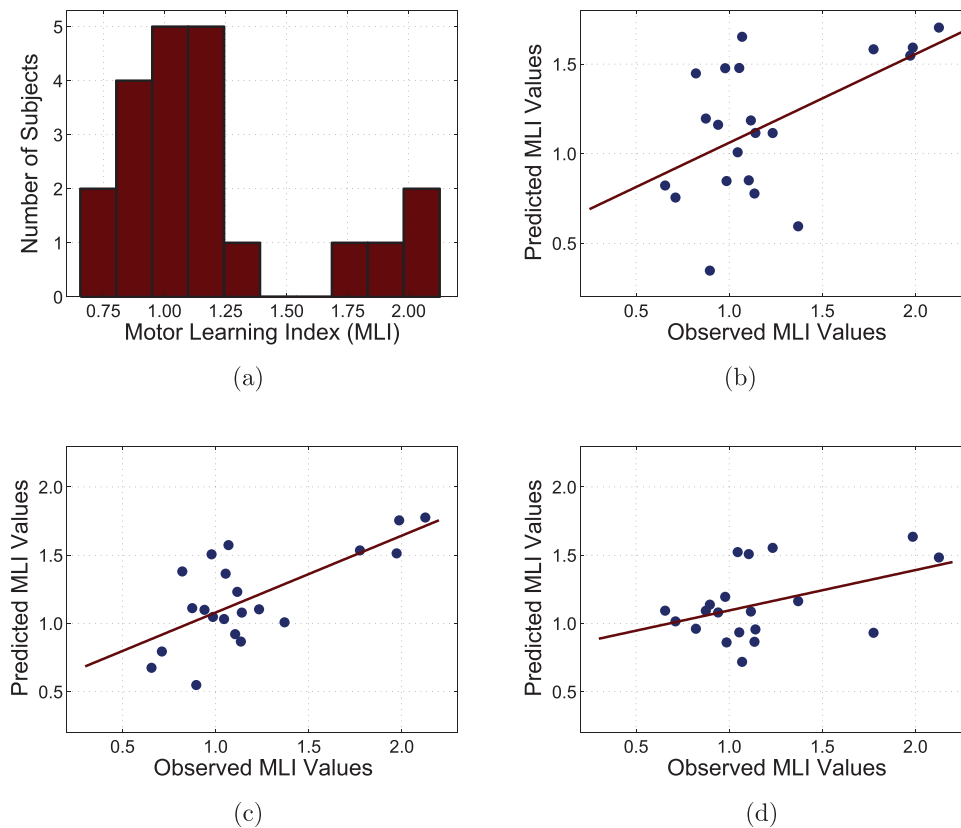 5
4
3
2
1
0
Number of Subjects
0.75 1.00 1.25 1.50 1.75 2.00
Motor Learning Index (MLI)
(a)
1.5
1.0
0.5
Predicted MLI Values
0.5 1.0 1.5 2.0
Observed MLI Values
(b)
2.0
1.5
1.0
0.5
Predicted MLI Values
0.5 1.0 1.5 2.0
Observed MLI Values
(c)
2.0
1.5
1.0
0.5
Predicted MLI Values
0.5 1.0 1.5 2.0
Observed MLI Values
(d)